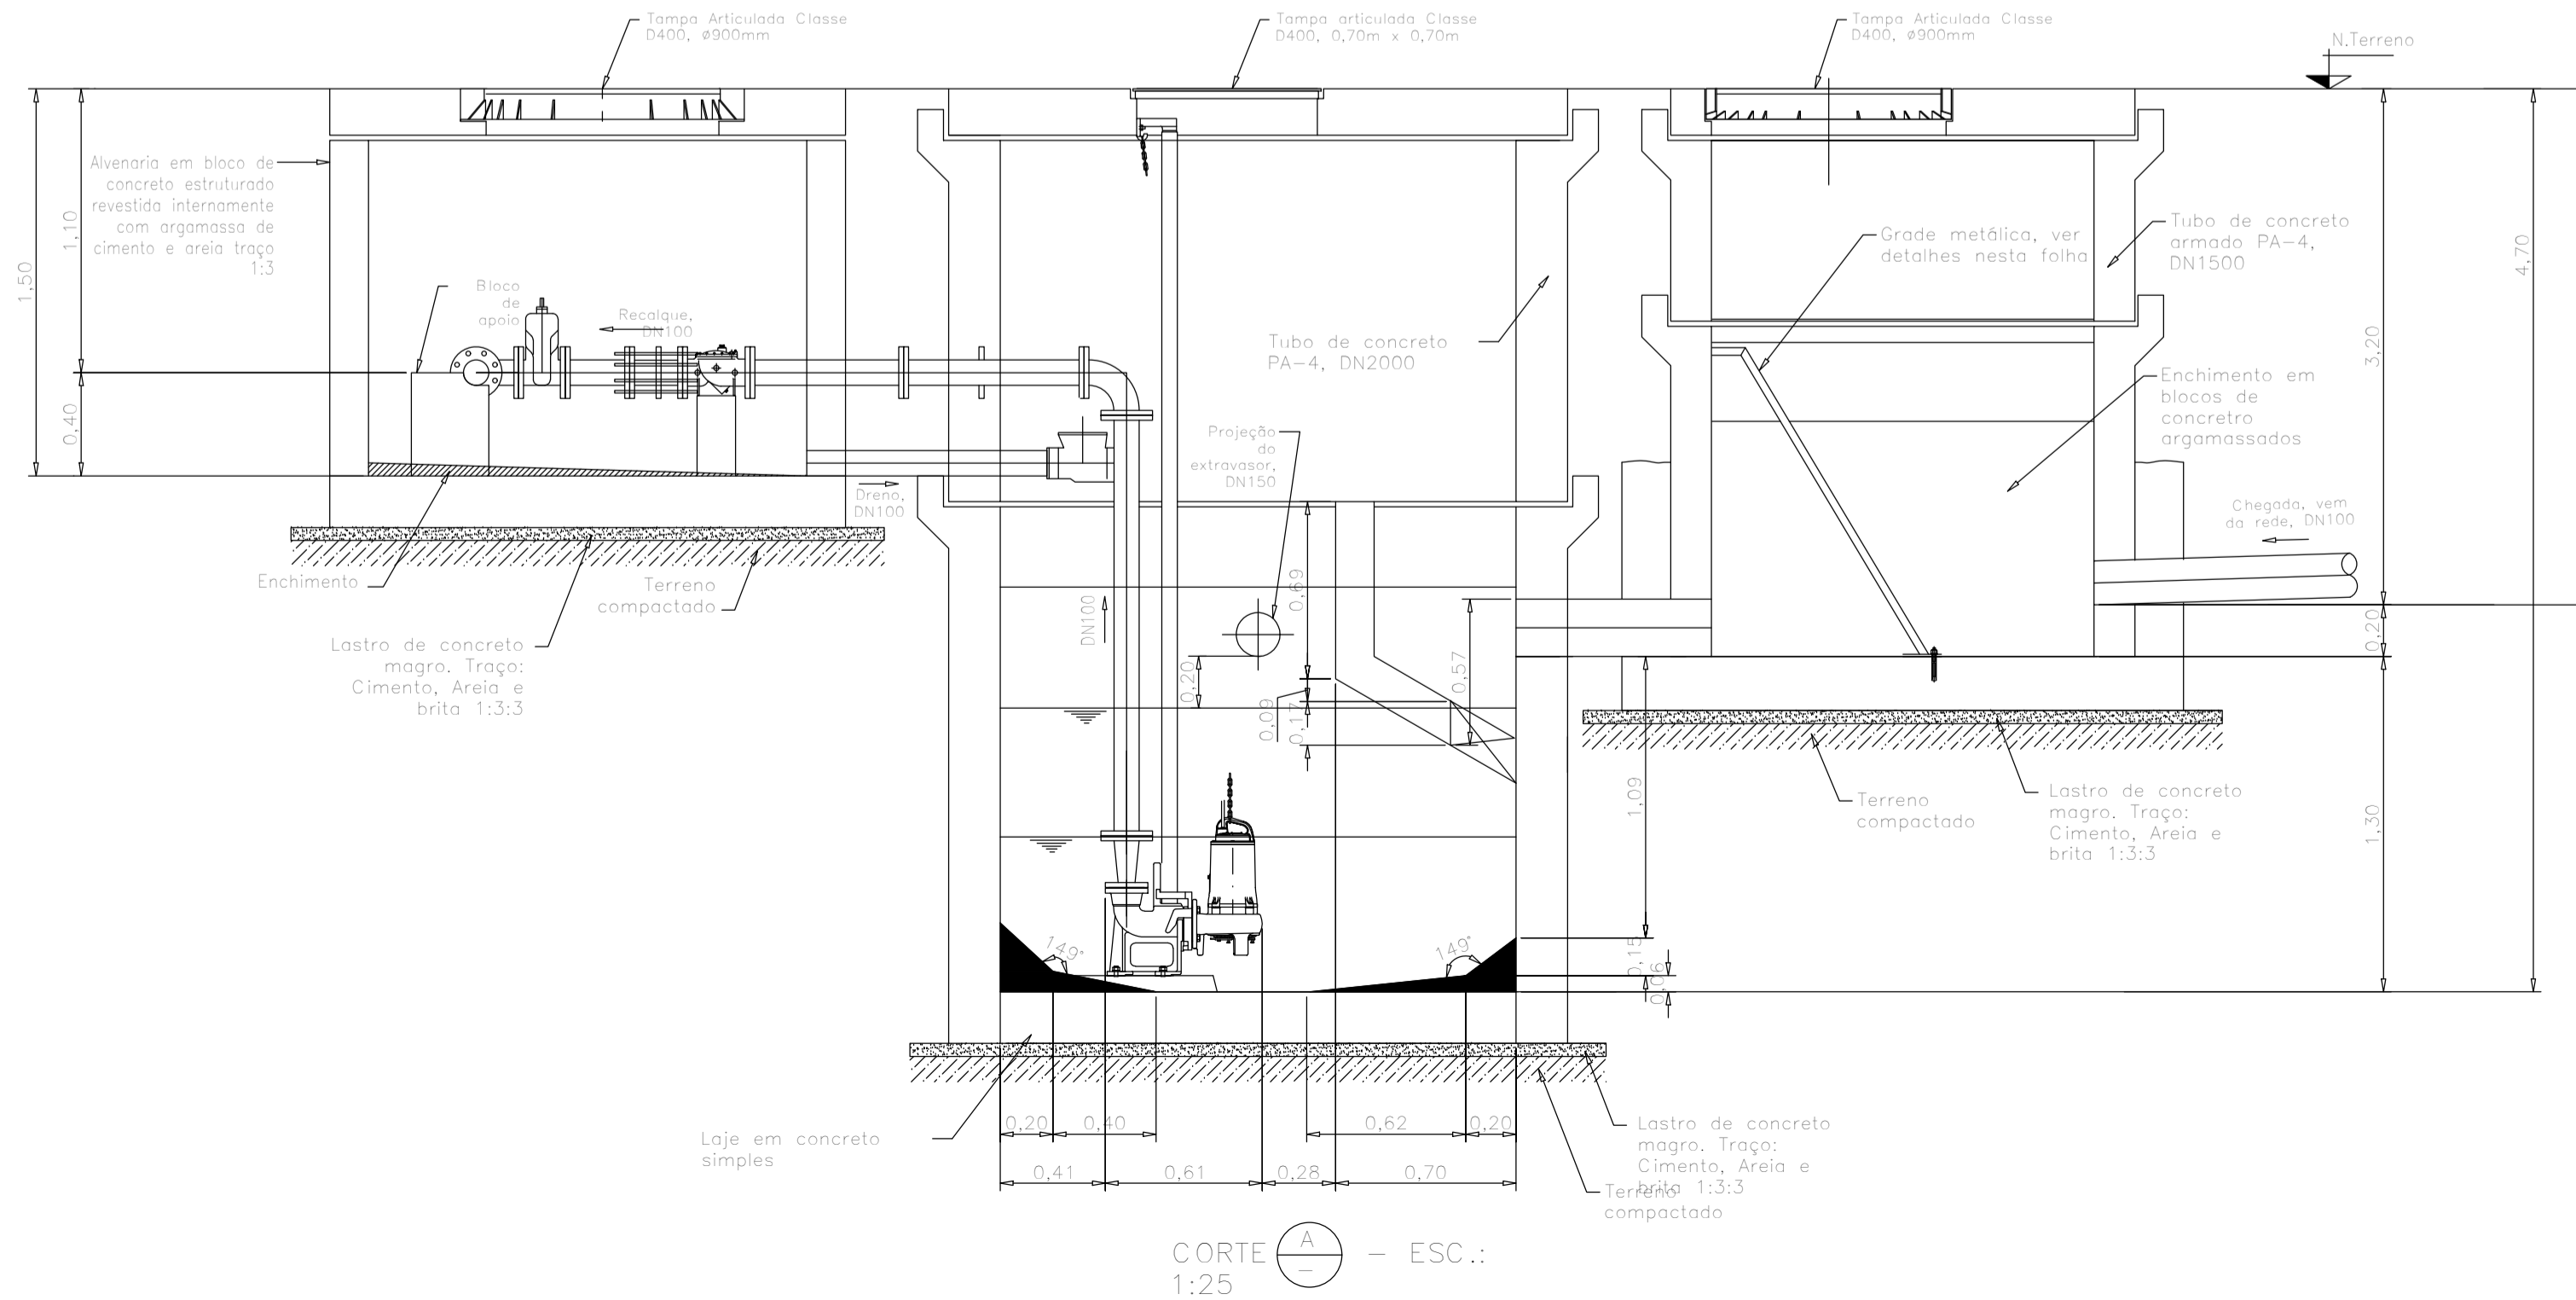 Tampa Articulada Classe
D400, ø900mm
Tampa articulada Classe
D400, 0,70m x 0,70m
Tampa Articulada Classe
D400, ø900mm
N.Terreno
Alvenaria em bloco de
concreto estruturado
revestida internamente
com argamassa de
cimento e areia traço
1:3
1,50
1,10
0,40
Bloco
de
apoio
Recalque,
DN100
Tubo de concreto
PA-4, DN2000
Grade metálica, ver
detalhes nesta folha
Tubo de concreto
armado PA-4,
DN1500
Enchimento em
blocos de
concretro
argamassados
3,20
4,70
Projeção
do
extravasor,
DN150
Dreno,
DN100
Chegada, vem
da rede, DN100
Enchimento
Terreno
compactado
Lastro de concreto
magro. Traço:
Cimento, Areia e
brita 1:3:3
DN100
0,69
0,20
0,09
0,17
0,57
0,20
1,09
1,30
Terreno
compactado
Lastro de concreto
magro. Traço:
Cimento, Areia e
brita 1:3:3
149°
149°
0,15
0,06
Laje em concreto
simples
0,20
0,40
0,62
0,20
0,41
0,61
0,28
0,70
Lastro de concreto
magro. Traço:
Cimento, Areia e
brita 1:3:3
Terreno
compactado
CORTE A - ESC.:
-
1:25